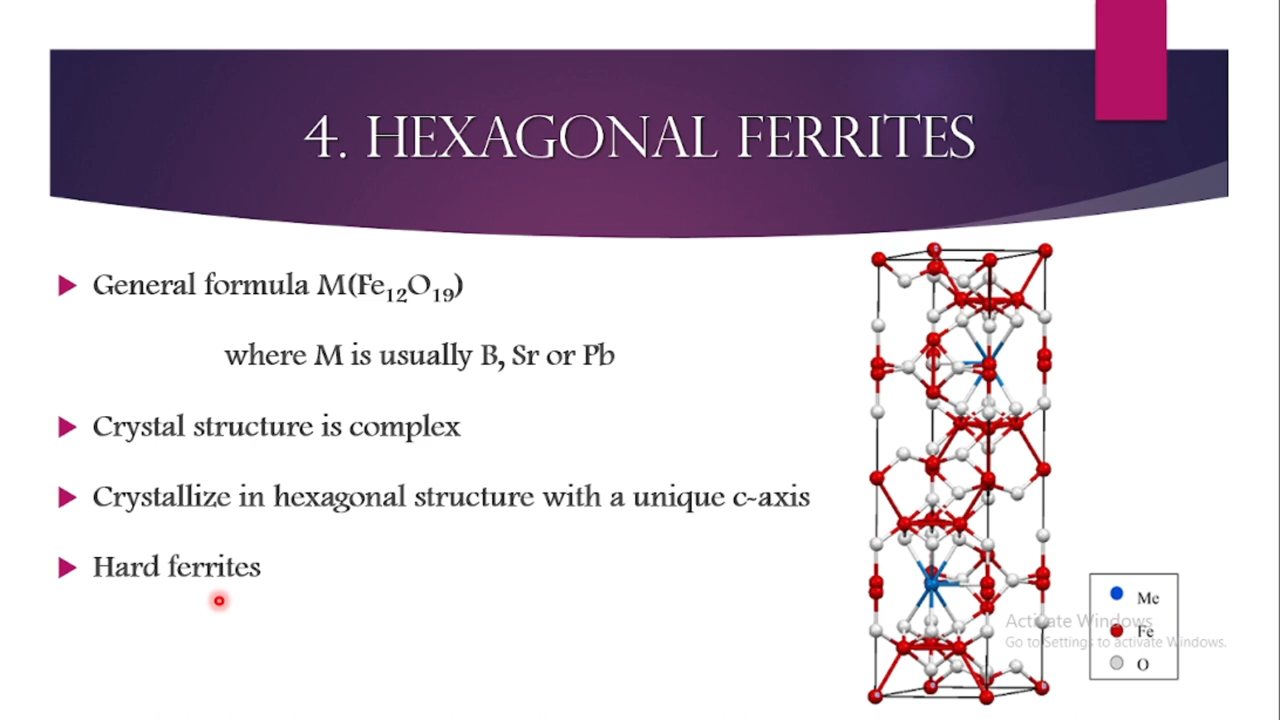 4. HEXAGONAL FERRITES
General formula M(Fe₁₂O₁₉)
where M is usually B, Sr or Pb
Crystal structure is complex
Crystallize in hexagonal structure with a unique c-axis
Hard ferrites
Me
Fe
O
Activate Windows
Go to Settings to activate Windows.